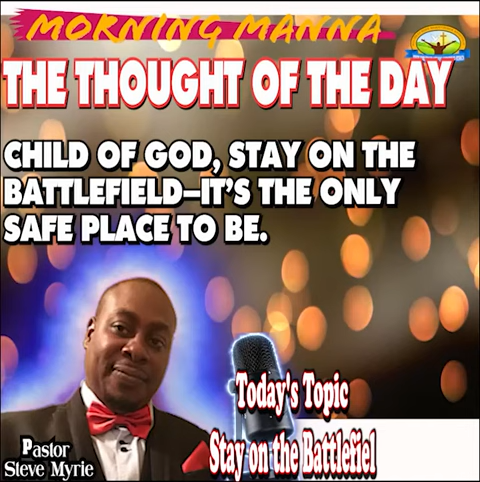 MORNING MANNA
THE THOUGHT OF THE DAY
CHILD OF GOD, STAY ON THE
BATTLEFIELD–IT'S THE ONLY
SAFE PLACE TO BE.
Today's Topic
Stay on the Battlefiel
Pastor
Steve Myrie